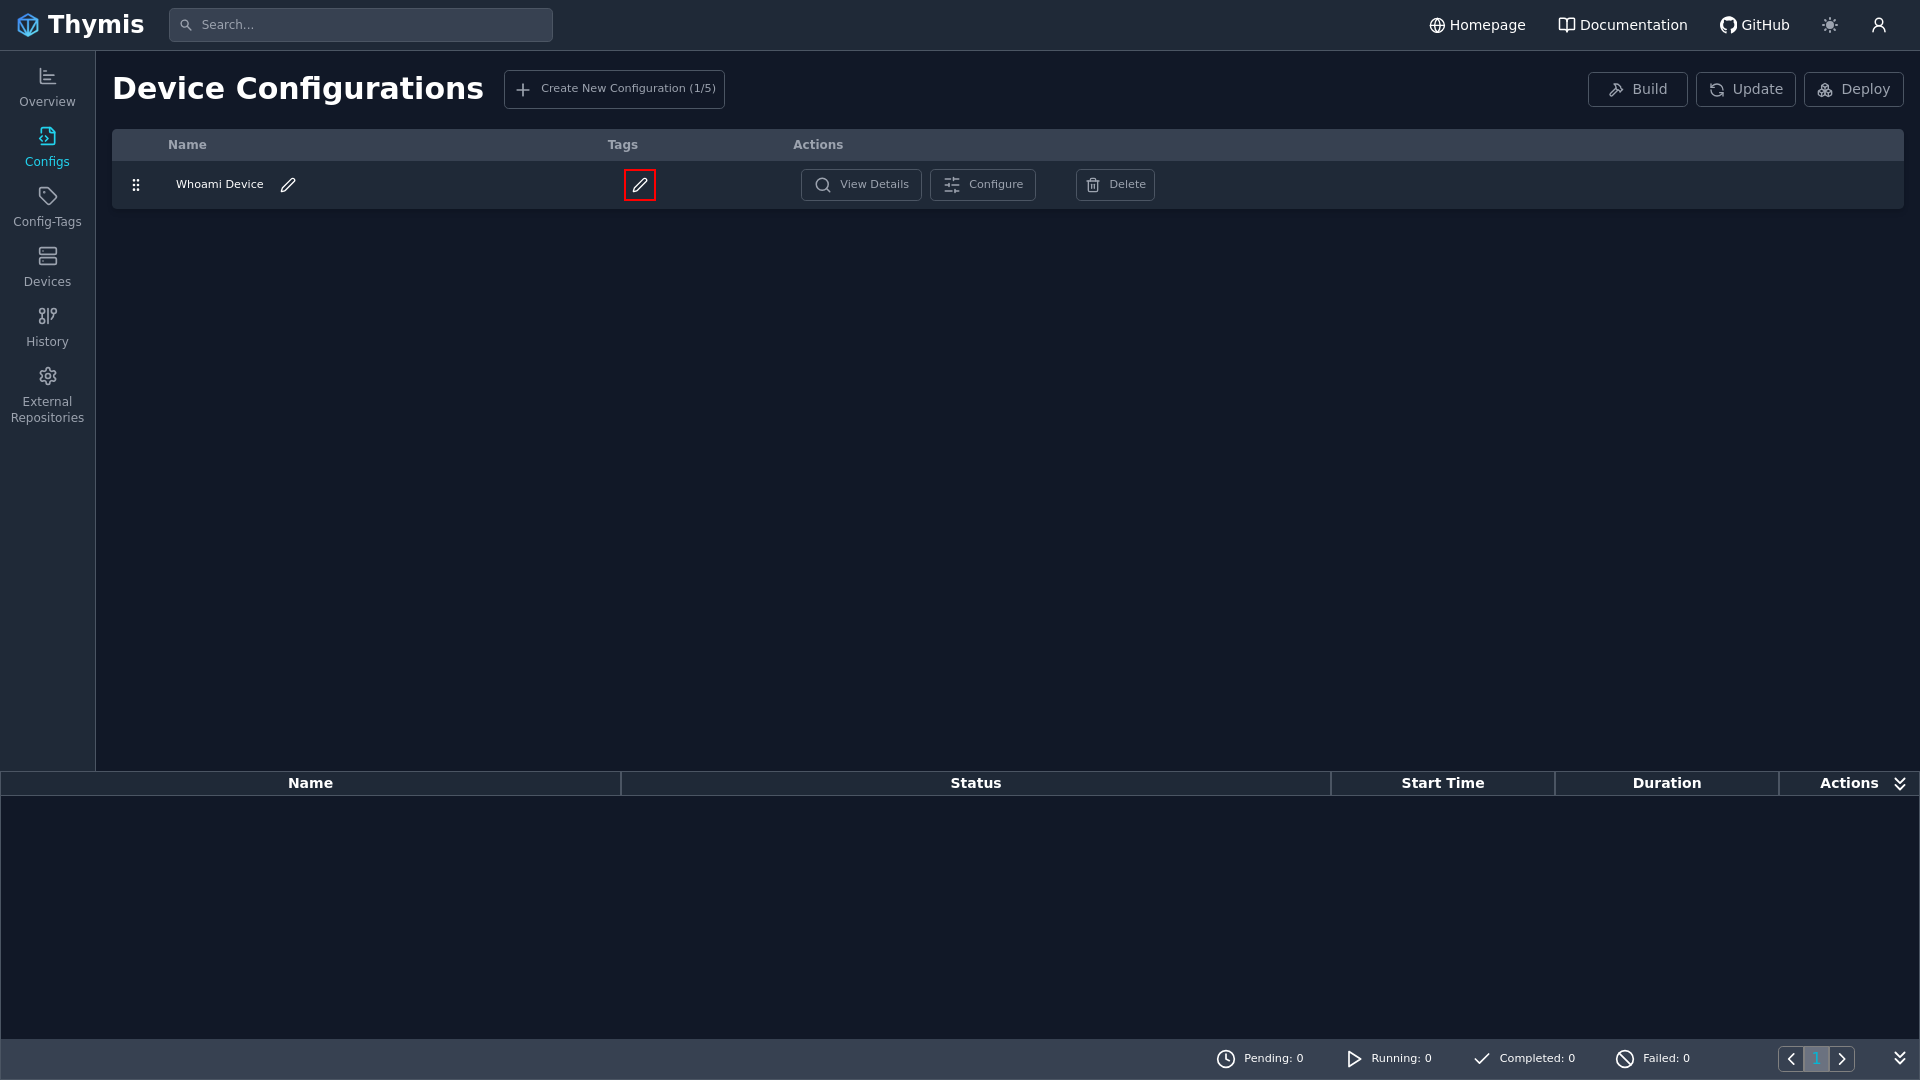 Thymis
Search...
Homepage
Documentation
GitHub
Overview
Configs
Config-Tags
Devices
History
External
Repositories
Device Configurations
Create New Configuration (1/5)
Build
Update
Deploy
Name Tags Actions
Whoami Device View Details Configure Delete
Name Status Start Time Duration Actions
Pending: 0 Running: 0 Completed: 0 Failed: 0 1